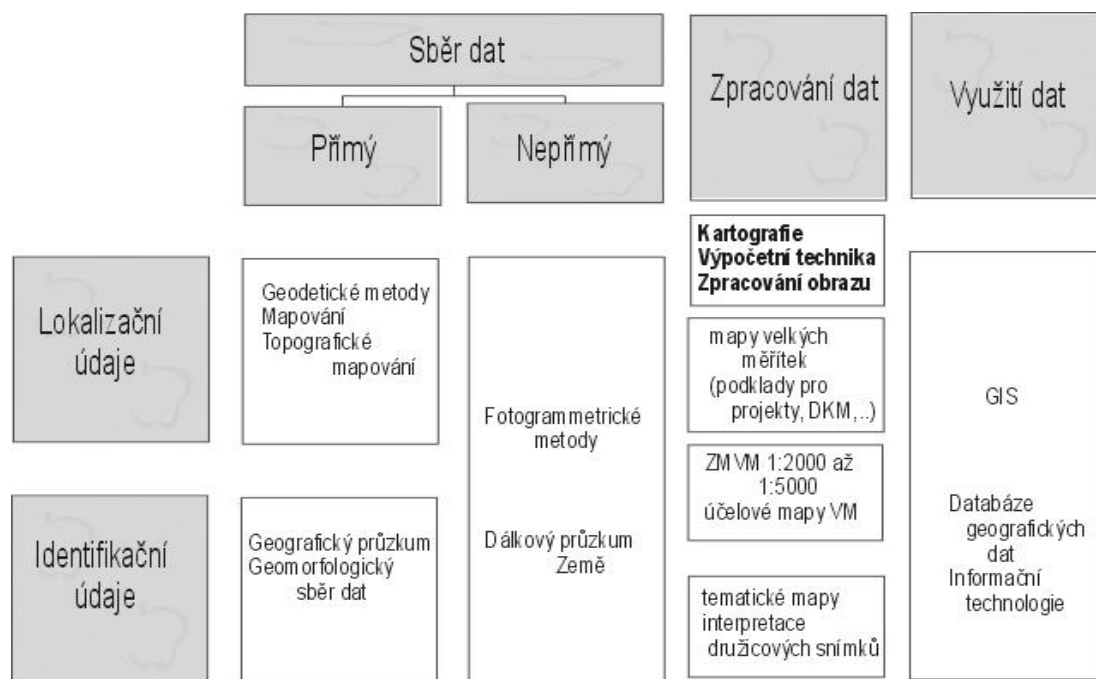 Sběr dat
Přímý
Nepřímý
Zpracování dat
Využití dat
Lokalizační
údaje
Geodetické metody
Mapování
Topografické
mapování
Fotogrammetrické
metody
Dálkový průzkum
Země
Kartografie
Výpočetní technika
Zpracování obrazu
mapy velkých
měřítek
(podklady pro
projekty, DKM,..)
ZMVM 1:2000 až
1:5000
účelové mapy VM
tematické mapy
interpretace
družicových snímků
GIS
Databáze
geografických
dat
Informační
technologie
Identifikační
údaje
Geografický průzkum
Geomorfologický
sběr dat